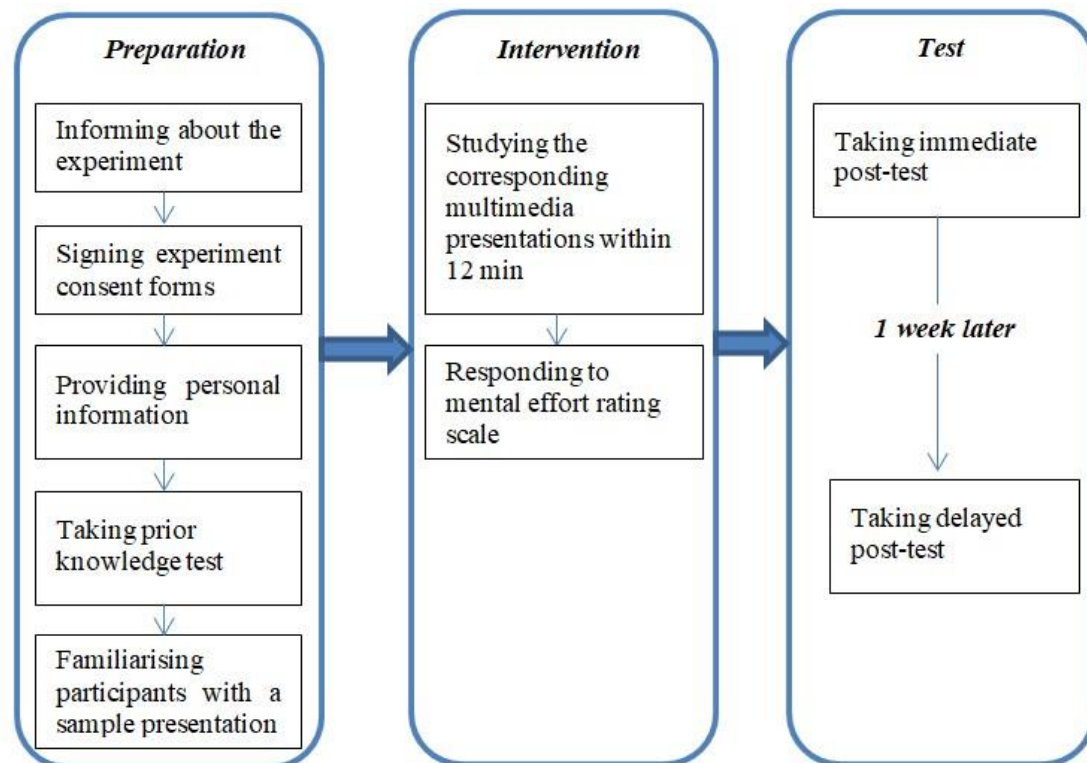 Preparation
Informing about the
experiment
Signing experiment
consent forms
Providing personal
information
Taking prior
knowledge test
Familiarising
participants with a
sample presentation
Intervention
Studying the
corresponding
multimedia
presentations within
12 min
Responding to
mental effort rating
scale
Test
Taking immediate
post-test
1 week later
Taking delayed
post-test